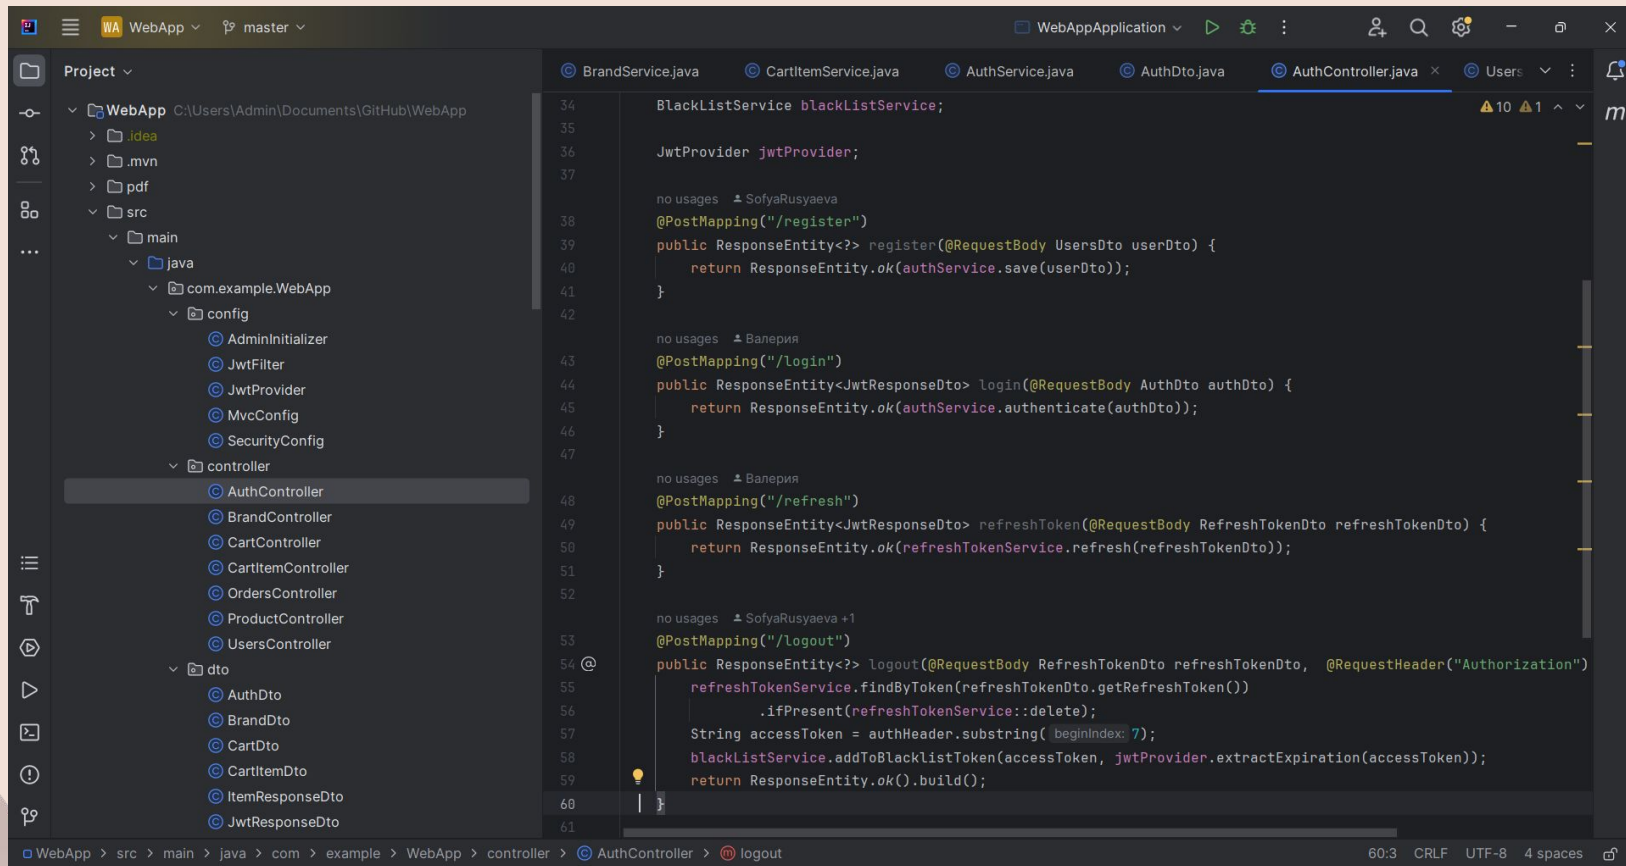 WA WebApp master WebAppApplication
Project
BrandService.java CartItemService.java AuthService.java AuthDto.java AuthController.java Users
WebApp C:\Users\Admin\Documents\GitHub\WebApp
.idea
.mvn
pdf
src
main
java
com.example.WebApp
config
AdminInitializer
JwtFilter
JwtProvider
MvcConfig
SecurityConfig
controller
AuthController
BrandController
CartController
CartItemController
OrdersController
ProductController
UsersController
dto
AuthDto
BrandDto
CartDto
CartItemDto
ItemResponseDto
JwtResponseDto
10 1
m
34 BlackListService blackListService;
35
36 JwtProvider jwtProvider;
37
no usages SofyaRusyaeva
38 @PostMapping("/register")
39 public ResponseEntity<?> register(@RequestBody UsersDto userDto) {
40 return ResponseEntity.ok(authService.save(userDto));
41 }
42
no usages Валерия
43 @PostMapping("/login")
44 public ResponseEntity<JwtResponseDto> login(@RequestBody AuthDto authDto) {
45 return ResponseEntity.ok(authService.authenticate(authDto));
46 }
47
no usages Валерия
48 @PostMapping("/refresh")
49 public ResponseEntity<JwtResponseDto> refreshToken(@RequestBody RefreshTokenDto refreshTokenDto) {
50 return ResponseEntity.ok(refreshTokenService.refresh(refreshTokenDto));
51 }
52
no usages SofyaRusyaeva +1
53 @PostMapping("/logout")
54 @ public ResponseEntity<?> logout(@RequestBody RefreshTokenDto refreshTokenDto, @RequestHeader("Authorization")
55 refreshTokenService.findByToken(refreshTokenDto.getRefreshToken())
56 .ifPresent(refreshTokenService::delete);
57 String accessToken = authHeader.substring( beginIndex: 7);
58 blackListService.addToBlacklistToken(accessToken, jwtProvider.extractExpiration(accessToken));
59 return ResponseEntity.ok().build();
60 }
61
WebApp > src > main > java > com > example > WebApp > controller > AuthController > logout 60:3 CRLF UTF-8 4 spaces